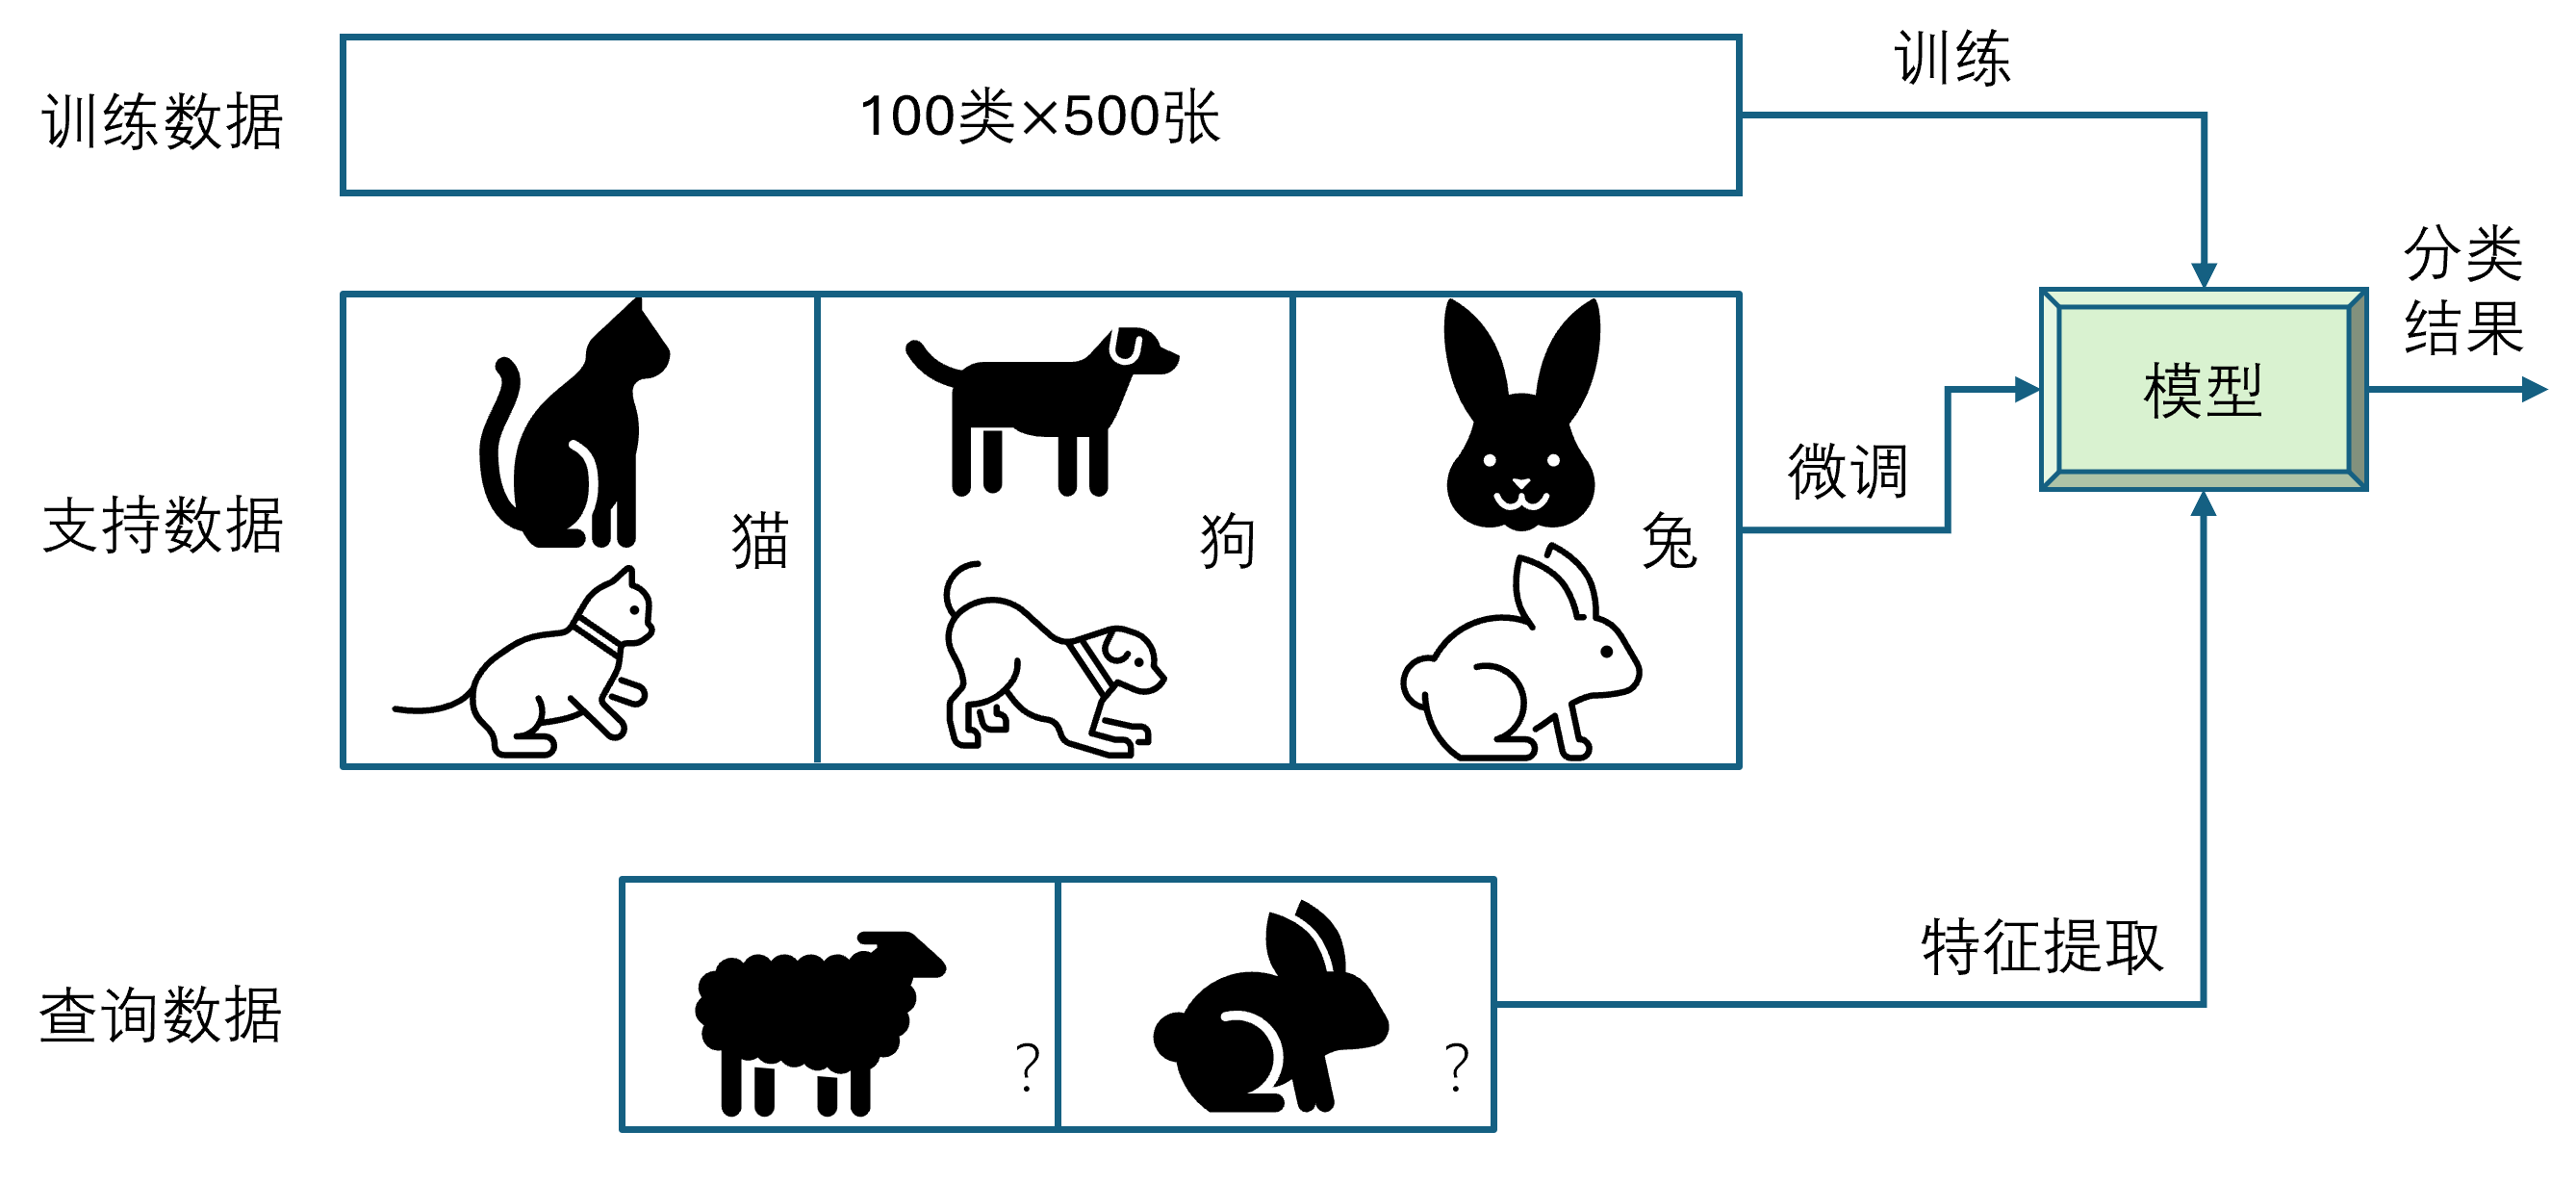 训练数据
100类×500张
训练
支持数据
猫
狗
兔
微调
模型
分类
结果
查询数据
?
?
特征提取